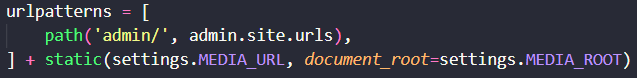 urlpatterns = [
    path('admin/', admin.site.urls),
] + static(settings.MEDIA_URL, document_root=settings.MEDIA_ROOT)